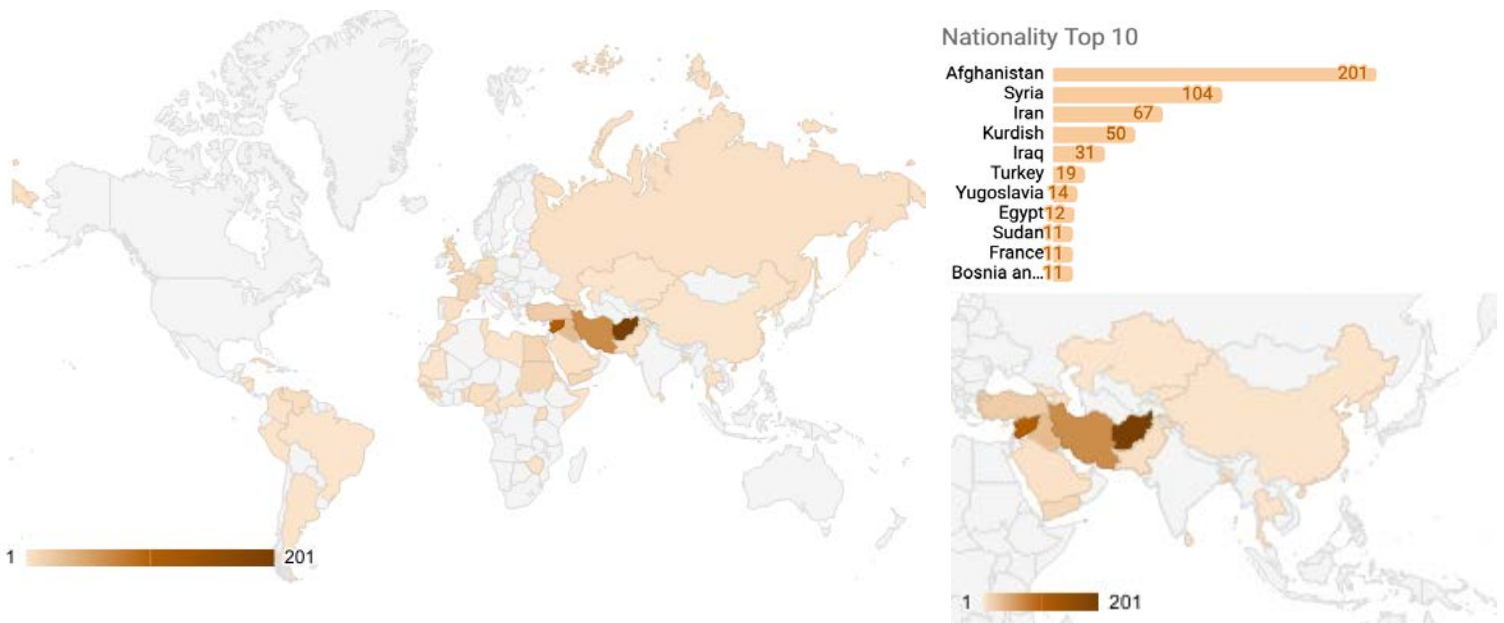 Nationality Top 10
Afghanistan 201
Syria 104
Iran 67
Kurdish 50
Iraq 31
Turkey 19
Yugoslavia 14
Egypt 12
Sudan 11
France 11
Bosnia an... 11
1 201
1 201